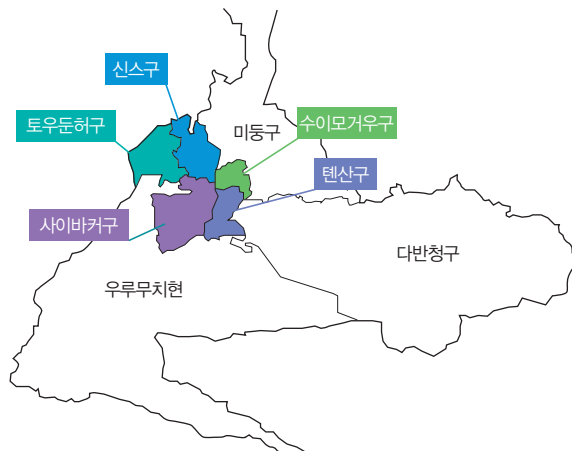 신스구
토우둔허구
수이모거우구
미둥구
톈산구
사이바커구
다반청구
우루무치현